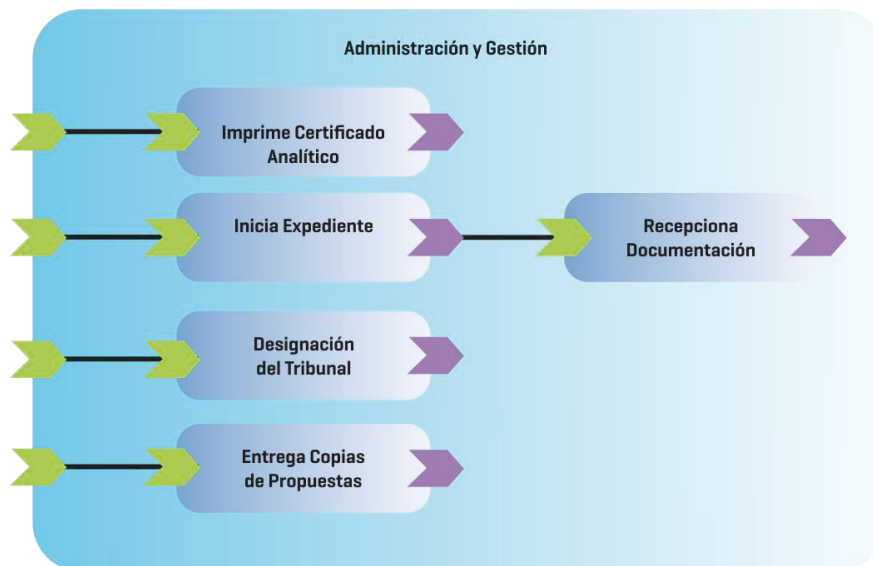 Administración y Gestión
Imprime Certificado
Analítico
Inicia Expediente
Recepciona
Documentación
Designación
del Tribunal
Entrega Copias
de Propuestas